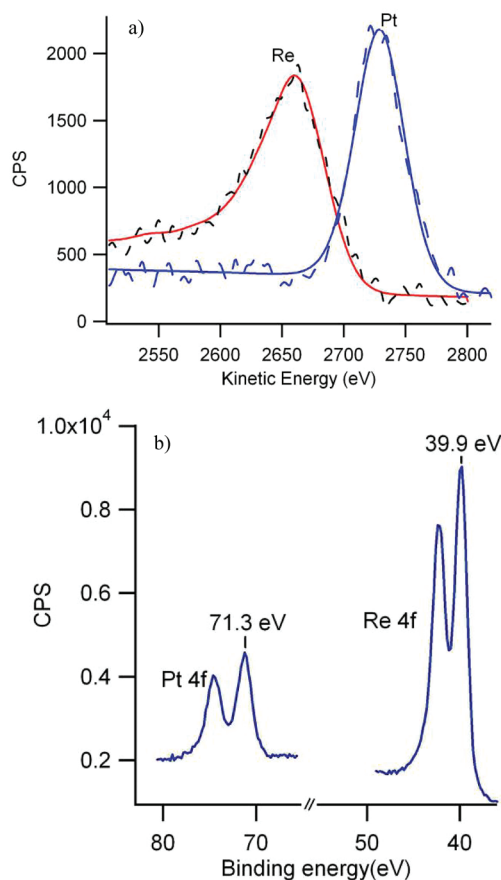 a)
Pt
Re
2000
1500
1000
500
0
CPS
2550 2600 2650 2700 2750 2800
Kinetic Energy (eV)
b)
1.0x10⁴
0.8
0.6
0.4
0.2
CPS
39.9 eV
71.3 eV
Re 4f
Pt 4f
80 70 // 50 40
Binding energy(eV)